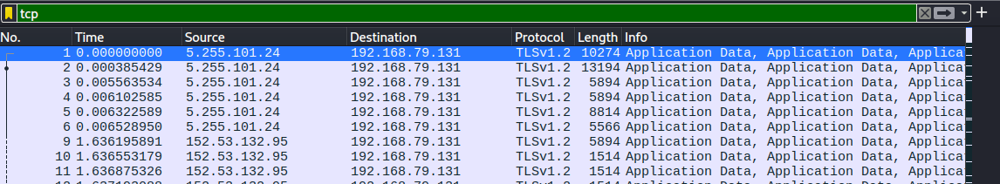 tcp
No. Time Source Destination Protocol Length Info
1 0.000000000 5.255.101.24 192.168.79.131 TLSv1.2 10274 Application Data, Application Data, Applica
2 0.000385429 5.255.101.24 192.168.79.131 TLSv1.2 13194 Application Data, Application Data, Applica
3 0.005563534 5.255.101.24 192.168.79.131 TLSv1.2 5894 Application Data, Application Data, Applica
4 0.006102585 5.255.101.24 192.168.79.131 TLSv1.2 5894 Application Data, Application Data, Applica
5 0.006322589 5.255.101.24 192.168.79.131 TLSv1.2 8814 Application Data, Application Data, Applica
6 0.006528950 5.255.101.24 192.168.79.131 TLSv1.2 5566 Application Data, Application Data, Applica
9 1.636195891 152.53.132.95 192.168.79.131 TLSv1.2 5894 Application Data, Application Data, Applica
10 1.636553179 152.53.132.95 192.168.79.131 TLSv1.2 1514 Application Data, Application Data, Applica
11 1.636875326 152.53.132.95 192.168.79.131 TLSv1.2 1514 Application Data, Application Data, Applica